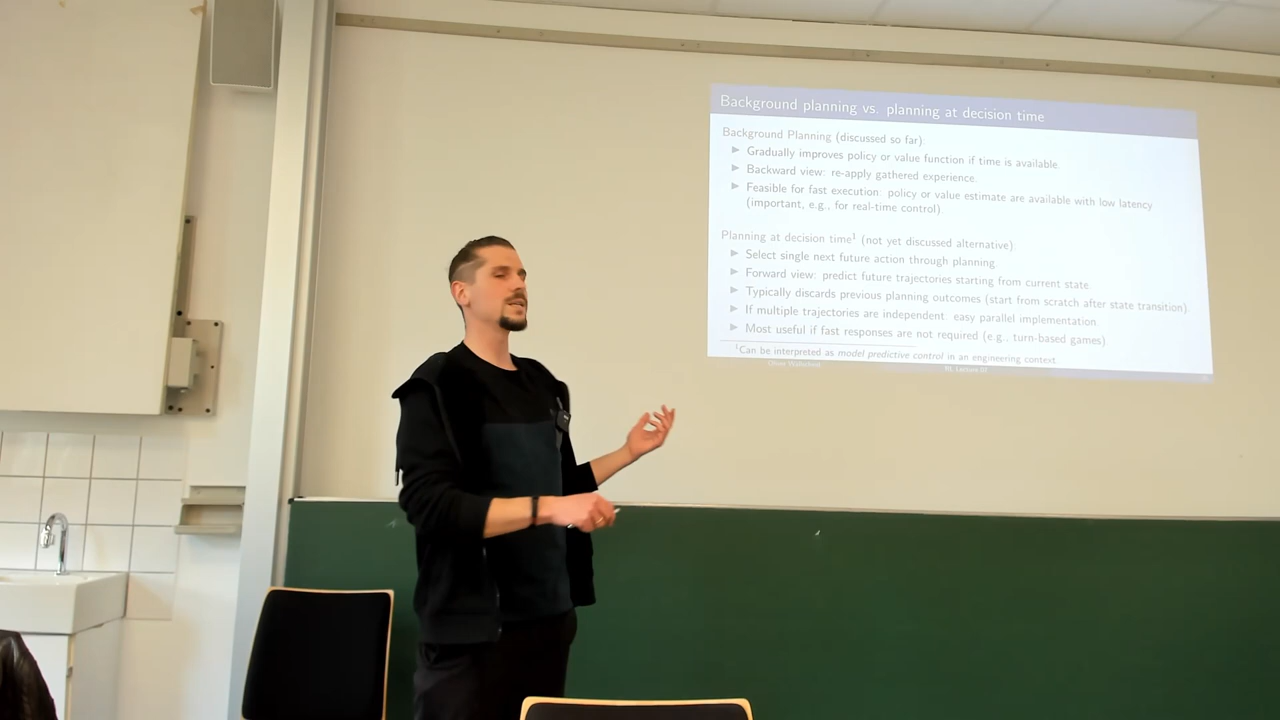 Background planning vs. planning at decision time
Background Planning (discussed so far):
Gradually improves policy or value function if time is available.
Backward view: re-apply gathered experience.
Feasible for fast execution: policy or value estimate are available with low latency
(important, e.g., for real-time control).
Planning at decision time¹ (not yet discussed alternative):
Select single next future action through planning.
Forward view: predict future trajectories starting from current state.
Typically discards previous planning outcomes (start from scratch after state transition).
If multiple trajectories are independent: easy parallel implementation.
Most useful if fast responses are not required (e.g., turn-based games).
¹Can be interpreted as model predictive control in an engineering context.
RL Lecture 07